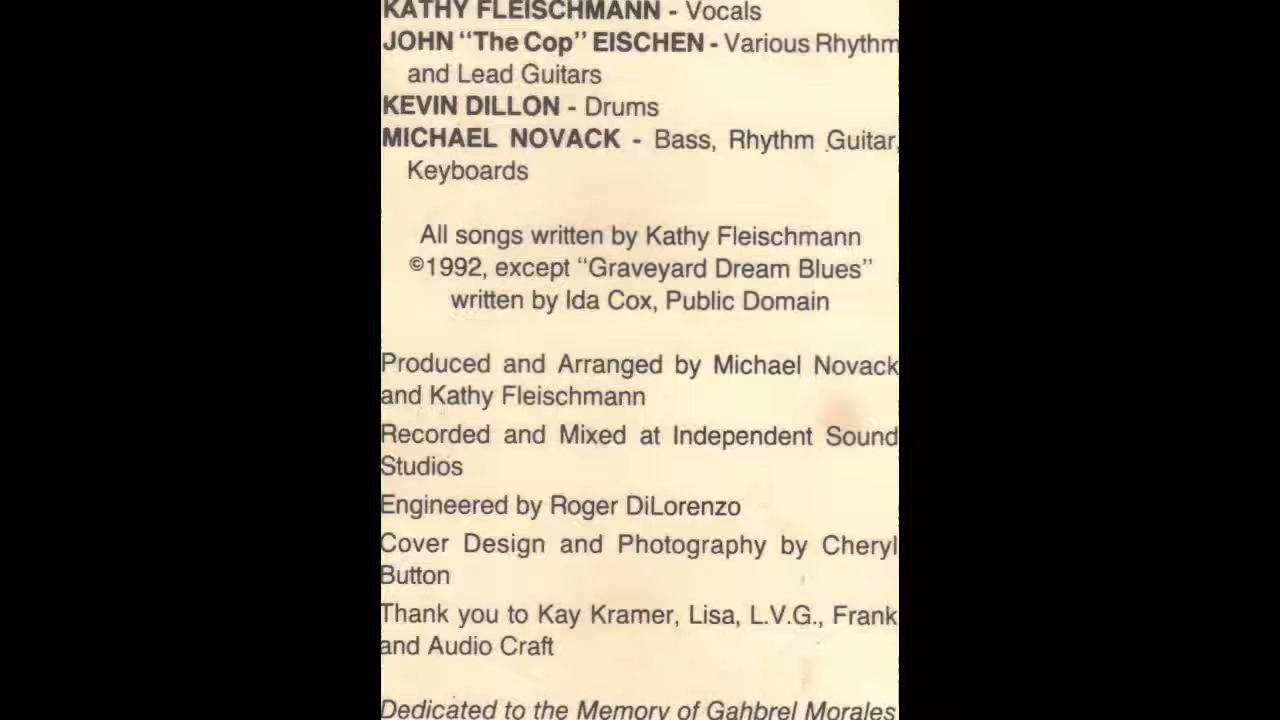 KATHY FLEISCHMANN - Vocals
JOHN "The Cop" EISCHEN - Various Rhythm
and Lead Guitars
KEVIN DILLON - Drums
MICHAEL NOVACK - Bass, Rhythm Guitar,
Keyboards
All songs written by Kathy Fleischmann
©1992, except "Graveyard Dream Blues"
written by Ida Cox, Public Domain
Produced and Arranged by Michael Novack
and Kathy Fleischmann
Recorded and Mixed at Independent Sound
Studios
Engineered by Roger DiLorenzo
Cover Design and Photography by Cheryl
Button
Thank you to Kay Kramer, Lisa, L.V.G., Frank
and Audio Craft
Dedicated to the Memory of Gahbrel Morales